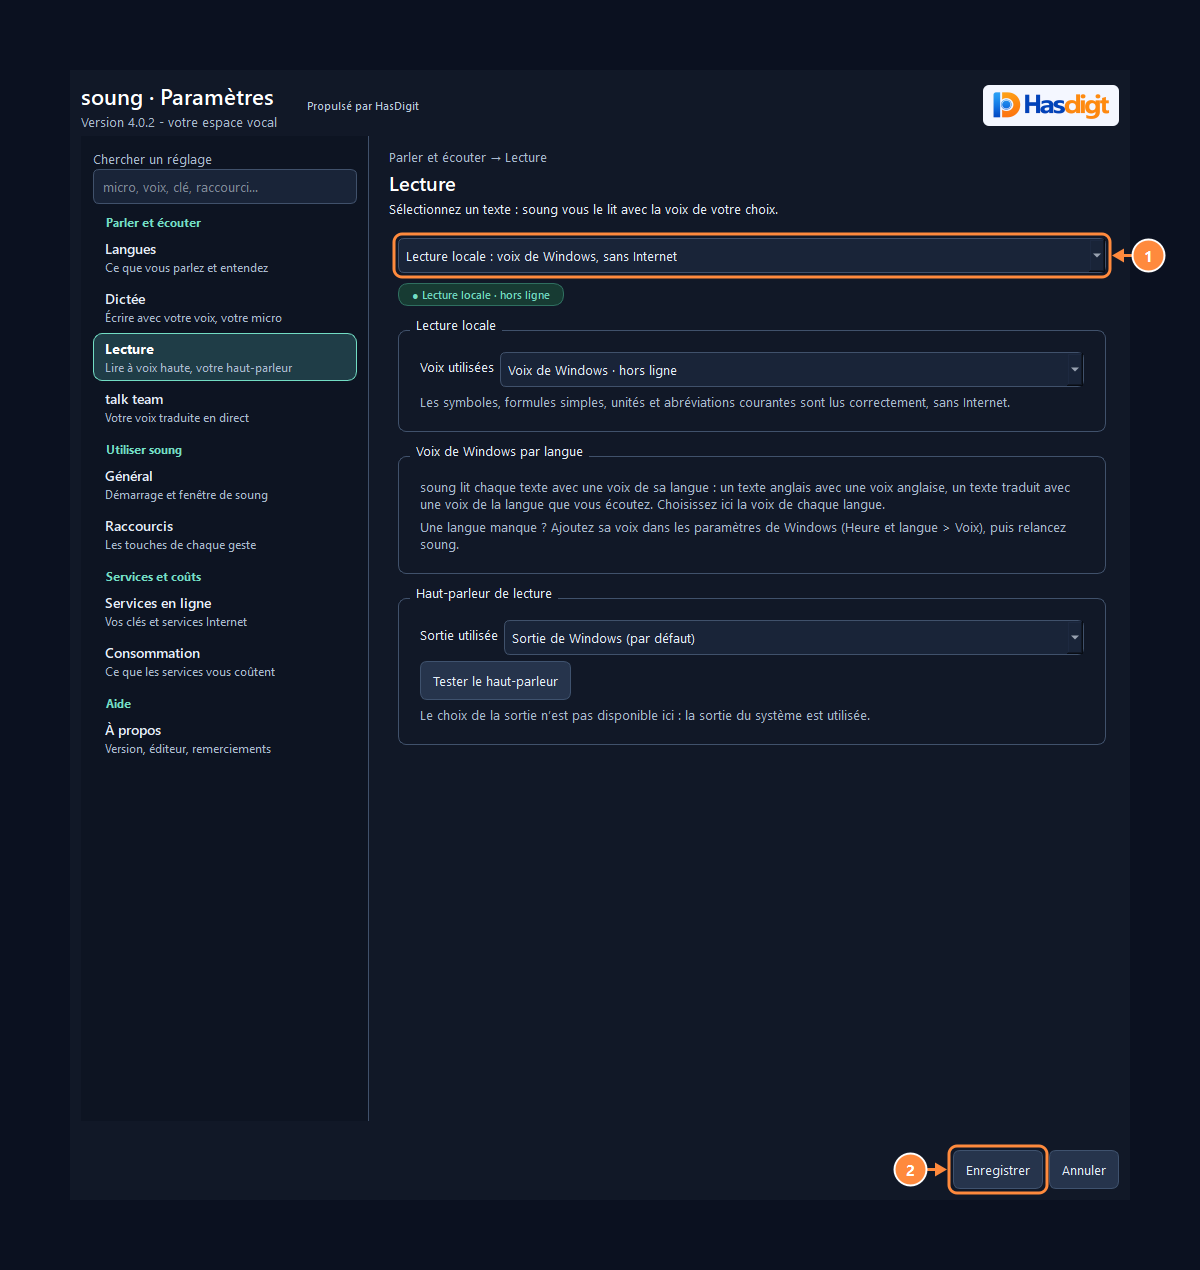 soung · Paramètres
Propulsé par HasDigit
Version 4.0.2 - votre espace vocal
Hasdigit
Chercher un réglage
micro, voix, clé, raccourci...
Parler et écouter
Langues
Ce que vous parlez et entendez
Dictée
Écrire avec votre voix, votre micro
Lecture
Lire à voix haute, votre haut-parleur
talk team
Votre voix traduite en direct
Utiliser soung
Général
Démarrage et fenêtre de soung
Raccourcis
Les touches de chaque geste
Services et coûts
Services en ligne
Vos clés et services Internet
Consommation
Ce que les services vous coûtent
Aide
À propos
Version, éditeur, remerciements
Parler et écouter → Lecture
Lecture
Sélectionnez un texte : soung vous le lit avec la voix de votre choix.
Lecture locale : voix de Windows, sans Internet
1
● Lecture locale · hors ligne
Lecture locale
Voix utilisées
Voix de Windows · hors ligne
Les symboles, formules simples, unités et abréviations courantes sont lus correctement, sans Internet.
Voix de Windows par langue
soung lit chaque texte avec une voix de sa langue : un texte anglais avec une voix anglaise, un texte traduit avec
une voix de la langue que vous écoutez. Choisissez ici la voix de chaque langue.
Une langue manque ? Ajoutez sa voix dans les paramètres de Windows (Heure et langue > Voix), puis relancez
soung.
Haut-parleur de lecture
Sortie utilisée
Sortie de Windows (par défaut)
Tester le haut-parleur
Le choix de la sortie n'est pas disponible ici : la sortie du système est utilisée.
2
Enregistrer
Annuler